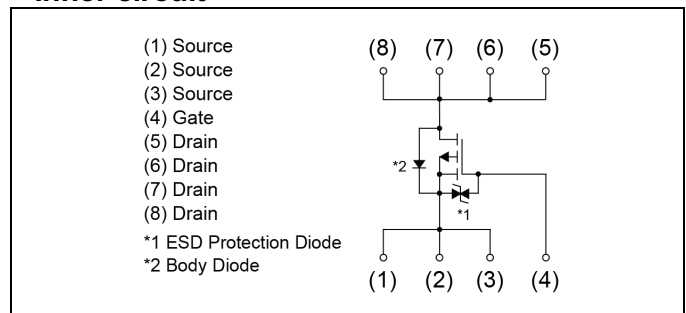 Inner circuit
(1) Source
(2) Source
(3) Source
(4) Gate
(5) Drain
(6) Drain
(7) Drain
(8) Drain
*1 ESD Protection Diode
*2 Body Diode
(8) (7) (6) (5)
*2
*1
(1) (2) (3) (4)